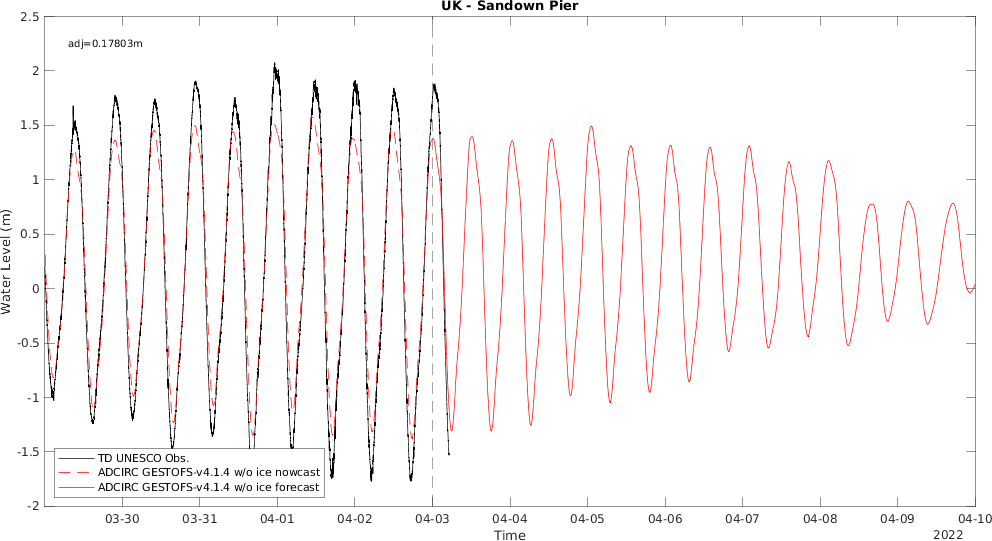 UK - Sandown Pier
adj=0.17803m
2.5
2
1.5
1
0.5
0
-0.5
-1
-1.5
-2
Water Level (m)
TD UNESCO Obs.
ADCIRC GESTOFS-v4.1.4 w/o ice nowcast
ADCIRC GESTOFS-v4.1.4 w/o ice forecast
03-30 03-31 04-01 04-02 04-03 04-04 04-05 04-06 04-07 04-08 04-09 04-10
Time
2022